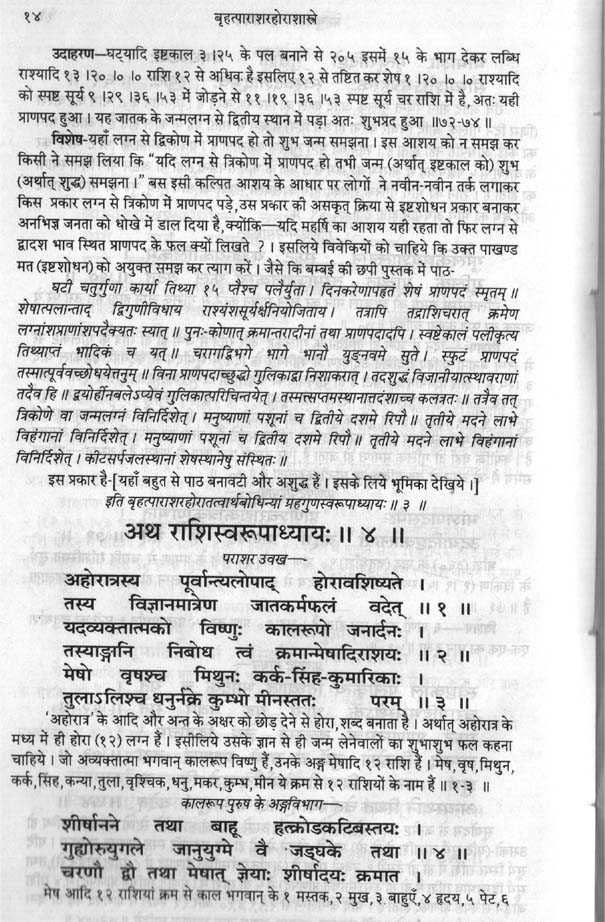 १४
बृहत्पाराशरहोराशास्त्रे
उदाहरण—घट्यादि इष्टकाल ३।२५ के पल बनाने से २०५ इसमें १५ के भाग देकर लब्धि
राश्यादि १३।२०।०।० राशि १२ से अधिक है इसलिए १२ से तष्टित कर शेष १।२०।०।० राश्यादि
को स्पष्ट सूर्य ९।२९।३६।५३ में जोड़ने से ११।१९।३६।५३ स्पष्ट सूर्य चर राशि में है, अतः यही
प्राणपद हुआ । यह जातक के जन्मलग्न से द्वितीय स्थान में पड़ा अतः शुभप्रद हुआ ॥७२-७४॥
विशेष-यहाँ लग्न से त्रिकोण में प्राणपद हो तो शुभ जन्म समझना। इस आशय को न समझ कर
किसी ने समझ लिया कि “यदि लग्न से त्रिकोण में प्राणपद हो तभी जन्म (अर्थात् इष्टकाल को) शुभ
(अर्थात् शुद्ध) समझना।” बस इसी कल्पित आशय के आधार पर लोगों ने नवीन-नवीन तर्क लगाकर
किस प्रकार लग्न से त्रिकोण में प्राणपद पड़े, उस प्रकार की असकृत् क्रिया से इष्टशोधन प्रकार बनाकर
अनभिज्ञ जनता को धोखे में डाल दिया है, क्योंकि—यदि महर्षि का आशय यही रहता तो फिर लग्न से
द्वादश भाव स्थित प्राणपद के फल क्यों लिखते ?। इसलिये विवेकियों को चाहिये कि उक्त पाखण्ड
मत (इष्टशोधन) को अयुक्त समझ कर त्याग करें। जैसे कि बम्बई की छपी पुस्तक में पाठ-
घटी चतुर्गुणा कार्या तिथ्या १५ प्तैश्च पलैर्युता। दिनकरेणापहृतं शेषं प्राणपदं स्मृतम्॥
शेषात्पलान्ताद् द्विगुणीविधाय राश्यंशसूर्यर्क्षनियोजिताय। तत्रापि तद्राशिचरात् क्रमेण
लग्नांशप्राणांशपदैक्यतः स्यात्॥ पुनः-कोणात् क्रमान्तरादीनां तथा प्राणपदादपि। स्वष्टेकालं पलीकृत्य
तिथ्याप्तं भादिकं च यत्॥ चरागद्विभगे भागे भानौ युङ्नवमे सुते। स्फुटं प्राणपदं
तस्मात्पूर्ववच्छोधयेत्तनुम्॥ विना प्राणपदाच्छुद्धो गुलिकाद्वा निशाकरात्। तदशुद्धं विजानीयात्स्थावराणां
तदैव हि॥ द्वयोर्हीनबलेऽप्येवं गुलिकात्परिचिन्तयेत्। तस्मत्तत्सप्तमस्थानात्तदंशाच्च कलत्रतः॥ तत्रैव तत्
त्रिकोणे वा जन्मलग्नं विनिर्दिशेत्। मनुष्याणां पशूनां च द्वितीये दशमे रिपौ॥ तृतीये मदने लाभे
विहंगानां विनिर्दिशेत्। मनुष्याणां पशूनां च द्वितीये दशमे रिपौ॥ तृतीये मदने लाभे विहंगानां
विनिर्दिशेत्। कीटसर्पजलस्थानां शेषस्थानेषु संस्थितः॥
इस प्रकार है-[यहाँ बहुत से पाठ बनावटी और अशुद्ध हैं। इसके लिये भूमिका देखिये।]
इति बृहत्पाराशरहोरातत्वार्थबोधिन्यां ग्रहगुणस्वरूपाध्यायः॥ ३ ॥
अथ राशिस्वरूपाध्यायः॥ ४ ॥
पराशर उवख—
अहोरात्रस्य पूर्वान्त्यलोपाद् होरावशिष्यते ।
तस्य विज्ञानमात्रेण जातकर्मफलं वदेत् ॥ १ ॥
यदव्यक्तात्मको विष्णुः कालरूपो जनार्दनः ।
तस्याङ्गानि निबोध त्वं क्रमान्मेषादिराशयः ॥ २ ॥
मेषो वृषश्च मिथुनः कर्क-सिंह-कुमारिकाः ।
तुलाऽलिश्च धनुर्नक्रे कुम्भो मीनस्ततः परम् ॥ ३ ॥
'अहोरात्र' के आदि और अन्त के अक्षर को छोड़ देने से होरा, शब्द बनाता है। अर्थात् अहोरात्र के
मध्य में ही होरा (१२) लग्न हैं। इसीलिये उसके ज्ञान से ही जन्म लेनेवालों का शुभाशुभ फल कहना
चाहिये। जो अव्यक्तात्मा भगवान् कालरूप विष्णु हैं, उनके अङ्ग मेषादि १२ राशि हैं। मेष, वृष, मिथुन,
कर्क, सिंह, कन्या, तुला, वृश्चिक, धनु, मकर, कुम्भ, मीन ये क्रम से १२ राशियों के नाम हैं॥ १-३ ॥
कालरूप पुरुष के अङ्गविभाग—
शीर्षानने तथा बाहू हृत्क्रोडकटिबस्तयः ।
गुह्योरुयुगले जानुयुग्मे वै जङ्घके तथा ॥ ४ ॥
चरणौ द्वौ तथा मेषात् ज्ञेयाः शीर्षादयः क्रमात ।
मेष आदि १२ राशियां क्रम से काल भगवान् के १ मस्तक, २ मुख, ३ बाहुएँ, ४ हृदय, ५ पेट, ६